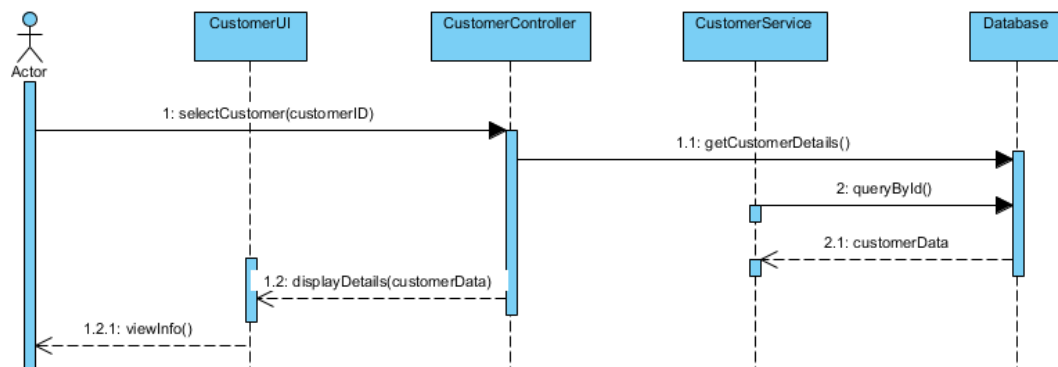 CustomerUI
CustomerController
CustomerService
Database
Actor
1: selectCustomer(customerID)
1.1: getCustomerDetails()
2: queryById()
2.1: customerData
1.2: displayDetails(customerData)
1.2.1: viewInfo()